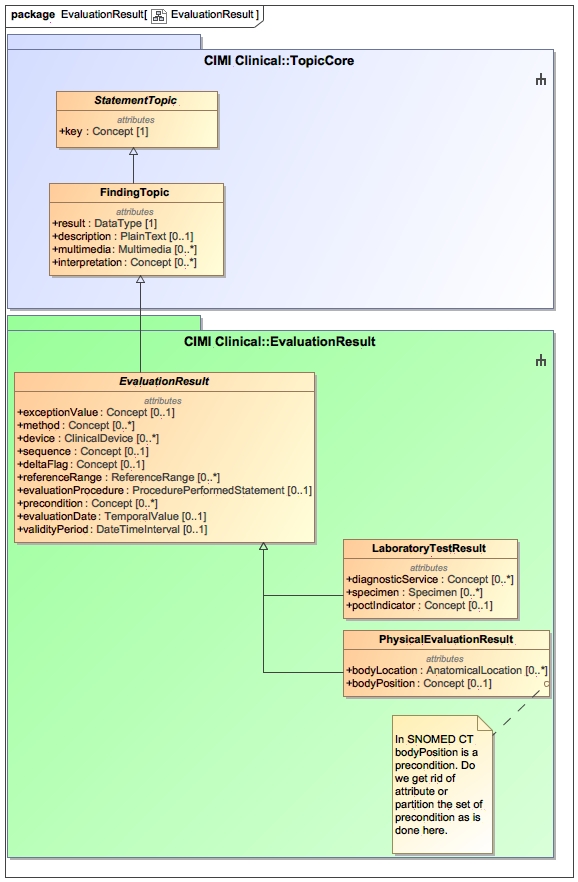 package EvaluationResult[ EvaluationResult ]
CIMI Clinical::TopicCore
StatementTopic
attributes
+key : Concept [1]
FindingTopic
attributes
+result : DataType [1]
+description : PlainText [0..1]
+multimedia : Multimedia [0..*]
+interpretation : Concept [0..*]
CIMI Clinical::EvaluationResult
EvaluationResult
attributes
+exceptionValue : Concept [0..1]
+method : Concept [0..*]
+device : ClinicalDevice [0..*]
+sequence : Concept [0..1]
+deltaFlag : Concept [0..1]
+referenceRange : ReferenceRange [0..*]
+evaluationProcedure : ProcedurePerformedStatement [0..1]
+precondition : Concept [0..*]
+evaluationDate : TemporalValue [0..1]
+validityPeriod : DateTimeInterval [0..1]
LaboratoryTestResult
attributes
+diagnosticService : Concept [0..*]
+specimen : Specimen [0..*]
+poctIndicator : Concept [0..1]
PhysicalEvaluationResult
attributes
+bodyLocation : AnatomicalLocation [0..*]
+bodyPosition : Concept [0..1]
In SNOMED CT
bodyPosition is a
precondition. Do
we get rid of
attribute or
partition the set of
precondition as is
done here.